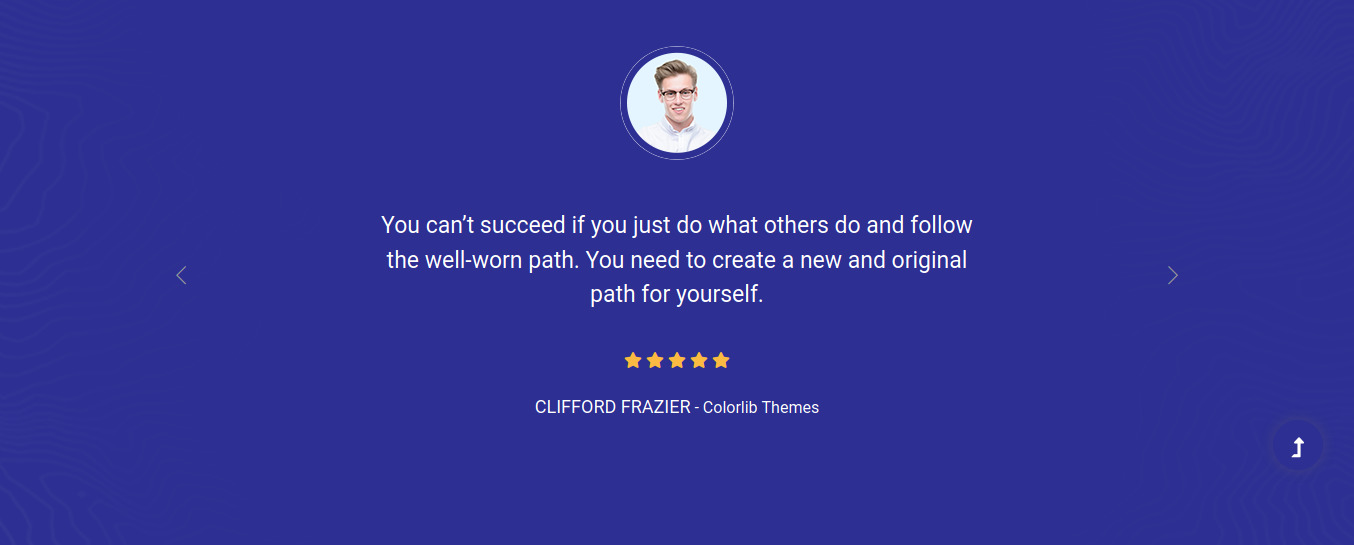 You can’t succeed if you just do what others do and follow
the well-worn path. You need to create a new and original
path for yourself.
CLIFFORD FRAZIER - Colorlib Themes